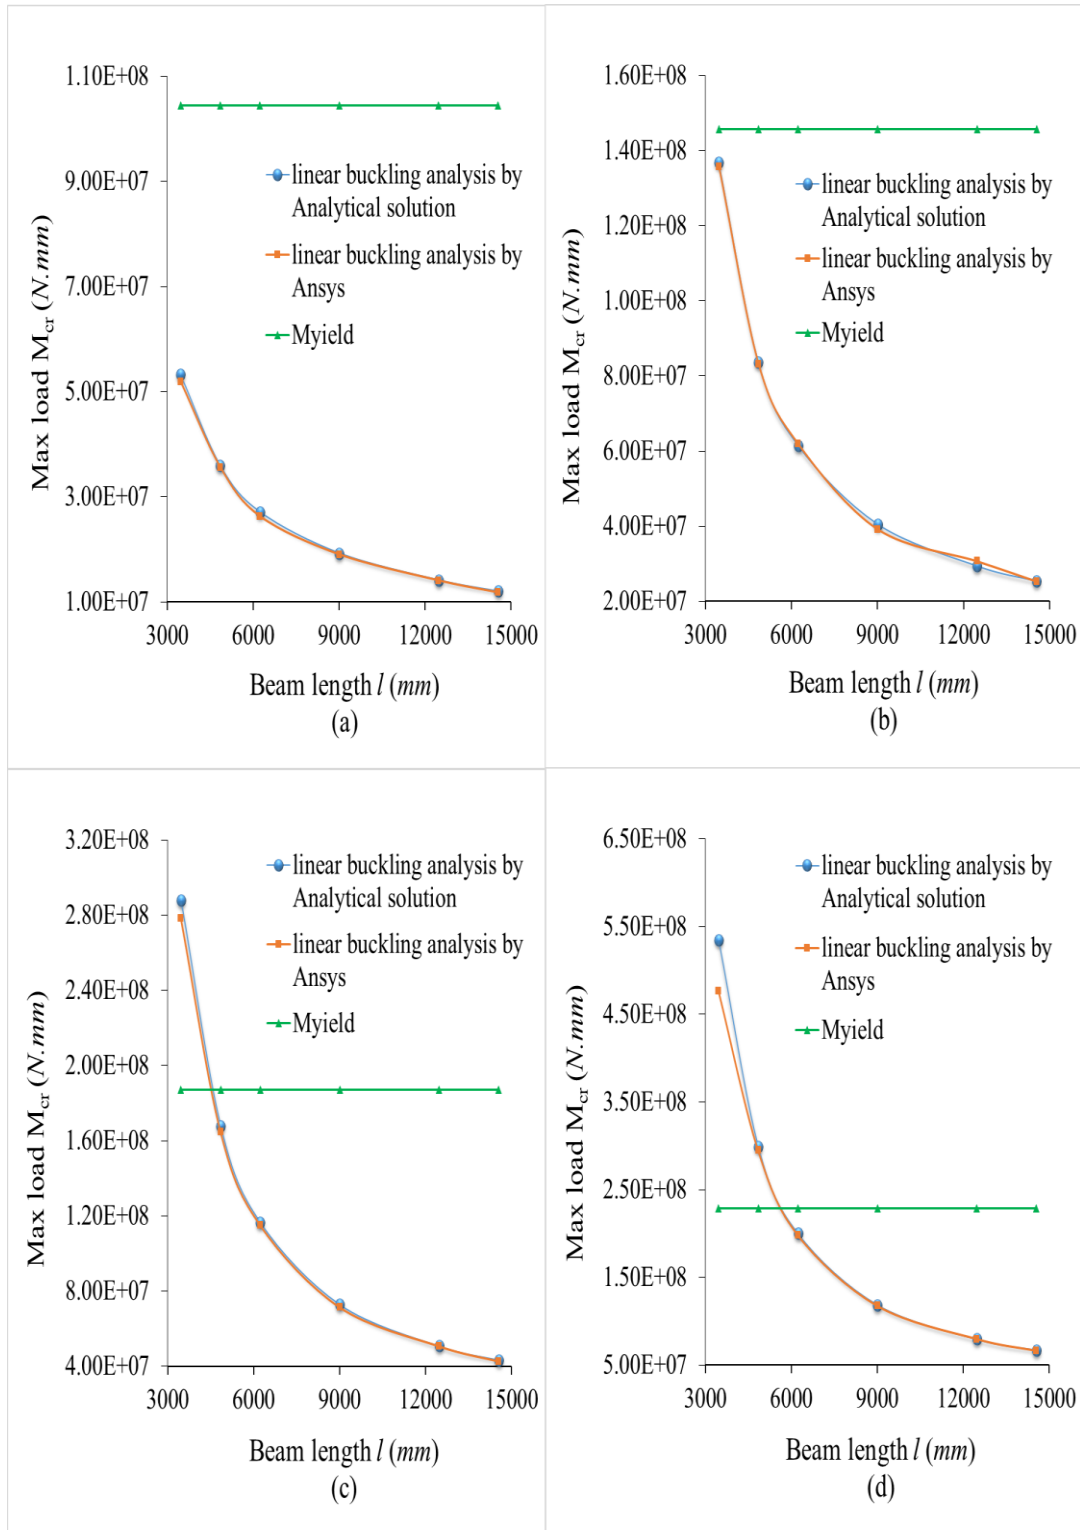 1.10E+08
9.00E+07
7.00E+07
5.00E+07
3.00E+07
1.00E+07
Max load Mcr (N.mm)
linear buckling analysis by
Analytical solution
linear buckling analysis by
Ansys
Myield
3000 6000 9000 12000 15000
Beam length l (mm)
(a)
1.60E+08
1.40E+08
1.20E+08
1.00E+08
8.00E+07
6.00E+07
4.00E+07
2.00E+07
Max load Mcr (N.mm)
linear buckling analysis by
Analytical solution
linear buckling analysis by
Ansys
Myield
3000 6000 9000 12000 15000
Beam length l (mm)
(b)
3.20E+08
2.80E+08
2.40E+08
2.00E+08
1.60E+08
1.20E+08
8.00E+07
4.00E+07
Max load Mcr (N.mm)
linear buckling analysis by
Analytical solution
linear buckling analysis by
Ansys
Myield
3000 6000 9000 12000 15000
Beam length l (mm)
(c)
6.50E+08
5.50E+08
4.50E+08
3.50E+08
2.50E+08
1.50E+08
5.00E+07
Max load Mcr (N.mm)
linear buckling analysis by
Analytical solution
linear buckling analysis by
Ansys
Myield
3000 6000 9000 12000 15000
Beam length l (mm)
(d)